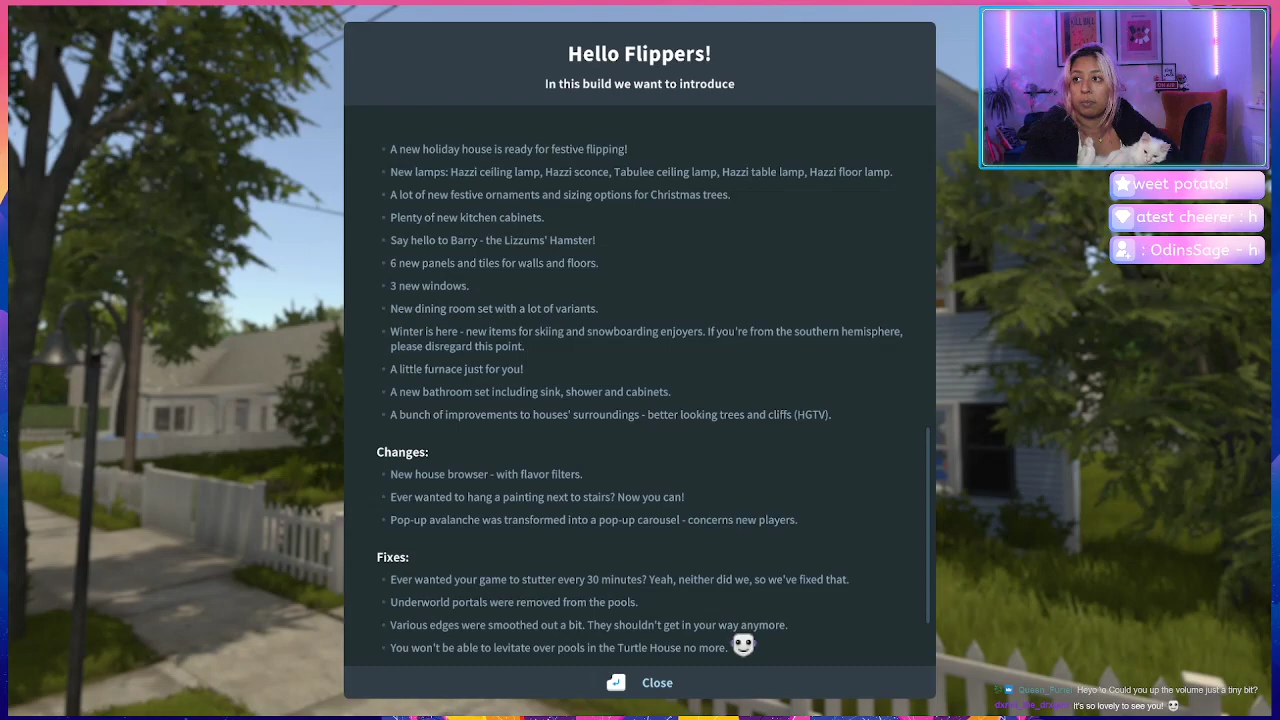 Hello Flippers!
In this build we want to introduce
A new holiday house is ready for festive flipping!
New lamps: Hazzi ceiling lamp, Hazzi sconce, Tabulee ceiling lamp, Hazzi table lamp, Hazzi floor lamp.
A lot of new festive ornaments and sizing options for Christmas trees.
Plenty of new kitchen cabinets.
Say hello to Barry - the Lizzums' Hamster!
6 new panels and tiles for walls and floors.
3 new windows.
New dining room set with a lot of variants.
Winter is here - new items for skiing and snowboarding enjoyers. If you're from the southern hemisphere,
please disregard this point.
A little furnace just for you!
A new bathroom set including sink, shower and cabinets.
A bunch of improvements to houses' surroundings - better looking trees and cliffs (HGTV).
Changes:
New house browser - with flavor filters.
Ever wanted to hang a painting next to stairs? Now you can!
Pop-up avalanche was transformed into a pop-up carousel - concerns new players.
Fixes:
Ever wanted your game to stutter every 30 minutes? Yeah, neither did we, so we've fixed that.
Underworld portals were removed from the pools.
Various edges were smoothed out a bit. They shouldn't get in your way anymore.
You won't be able to levitate over pools in the Turtle House no more.
Close
KILL BILL
ON AIR
weet potato!
atest cheerer : h
: OdinsSage - h
Heyo \o Could you up the volume just a tiny bit?
It's so lovely to see you!